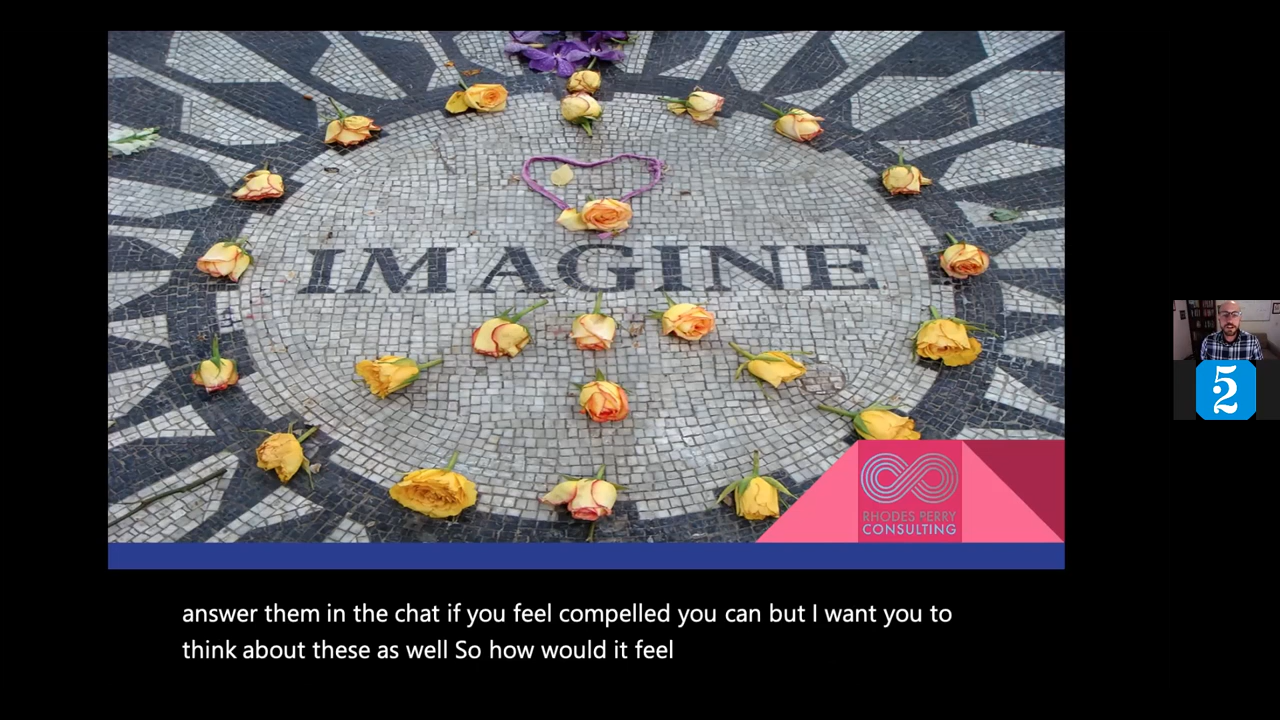 IMAGINE
RHODES PERRY
CONSULTING
52
answer them in the chat if you feel compelled you can but I want you to
think about these as well So how would it feel